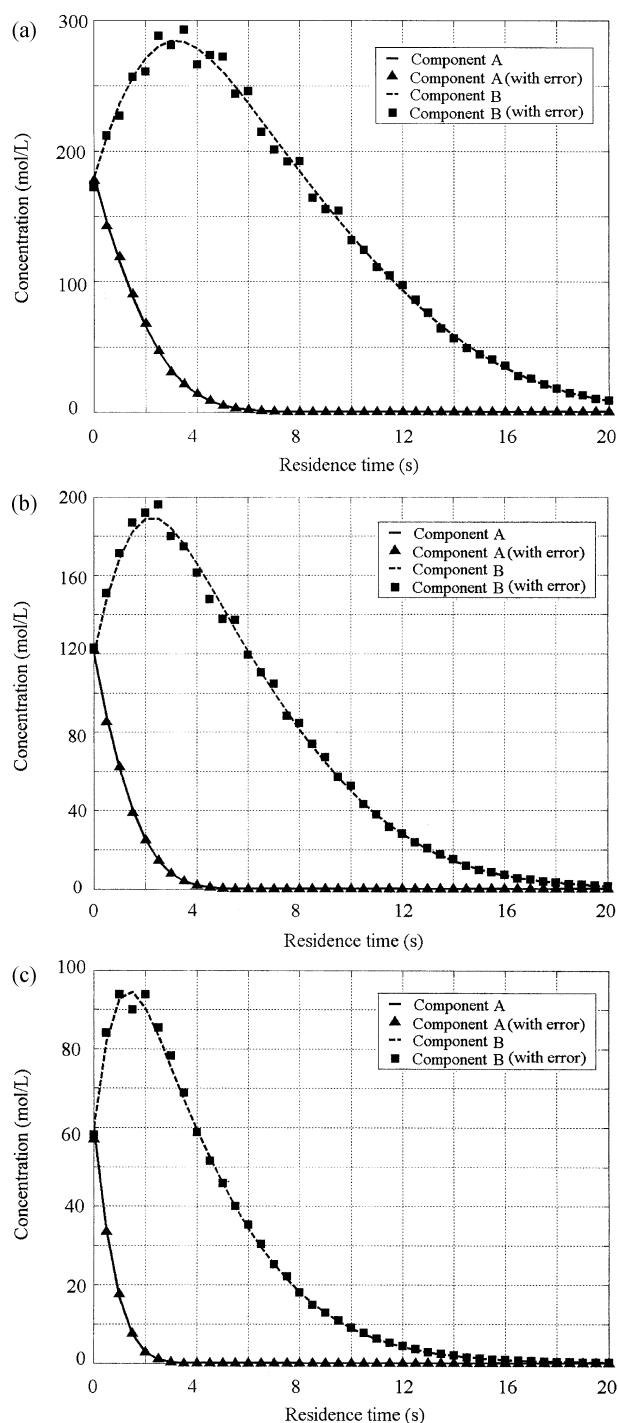 (a)
300
200
100
0
Concentration (mol/L)
Component A
Component A (with error)
Component B
Component B (with error)
0 4 8 12 16 20
Residence time (s)
(b)
200
160
120
80
40
0
Concentration (mol/L)
Component A
Component A (with error)
Component B
Component B (with error)
0 4 8 12 16 20
Residence time (s)
(c)
100
80
60
40
20
0
Concentration (mol/L)
Component A
Component A (with error)
Component B
Component B (with error)
0 4 8 12 16 20
Residence time (s)